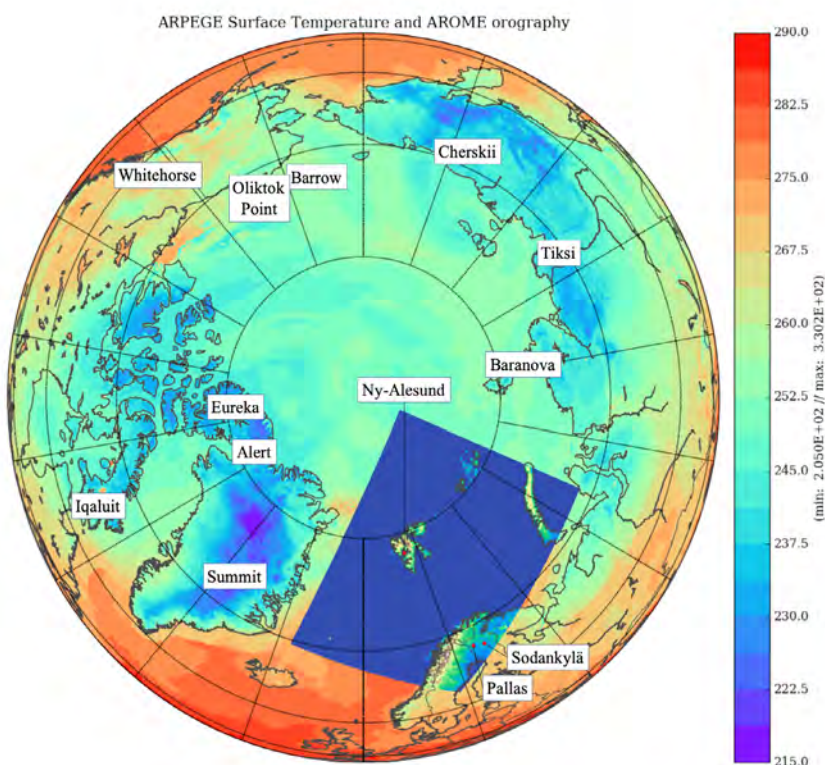 ARPEGE Surface Temperature and AROME orography
Whitehorse
Oliktok
Point
Barrow
Cherskii
Tiksi
Baranova
Ny-Alesund
Eureka
Alert
Iqaluit
Summit
Sodankylä
Pallas
290.0
282.5
275.0
267.5
260.0
252.5
245.0
237.5
230.0
222.5
215.0
(min: 2.050E+02 // max: 3.302E+02)